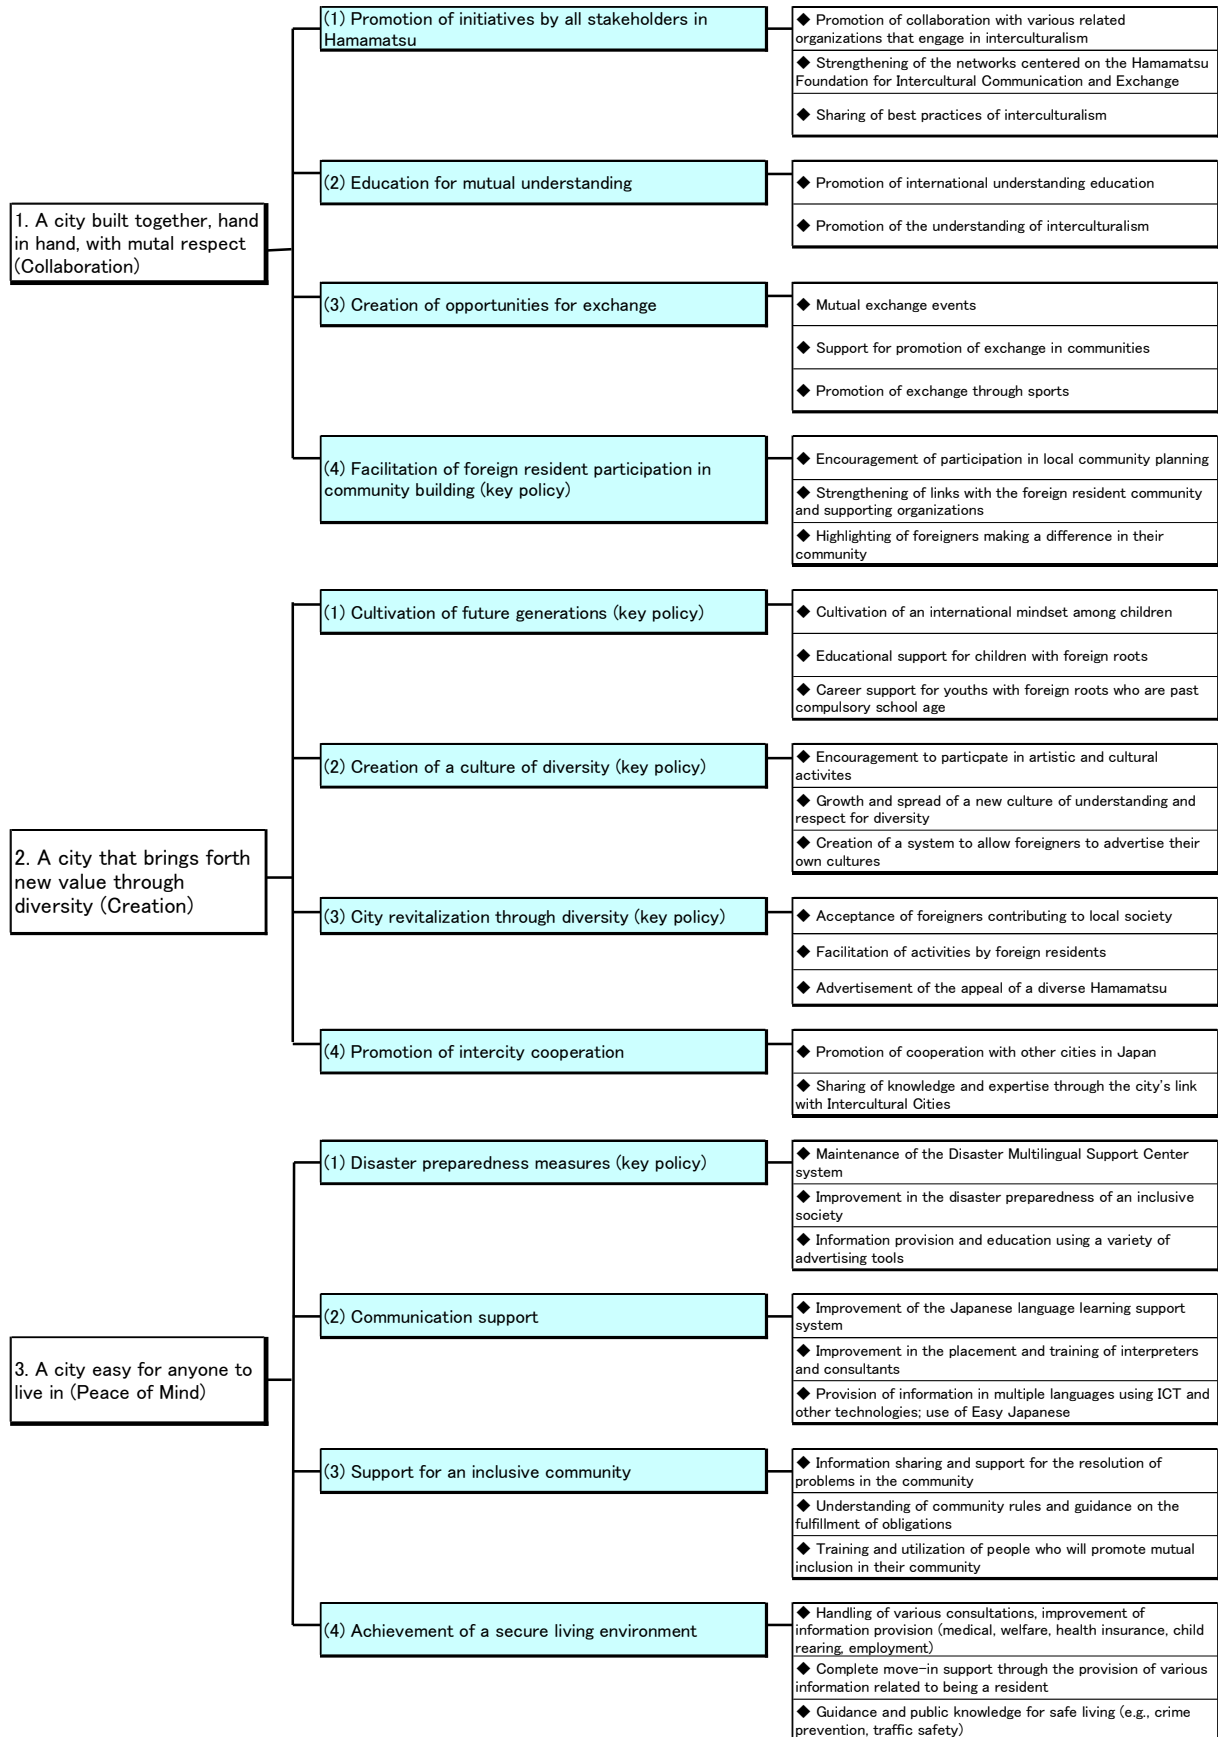 1. A city built together, hand
in hand, with mutal respect
(Collaboration)
(1) Promotion of initiatives by all stakeholders in
Hamamatsu
◆ Promotion of collaboration with various related
organizations that engage in interculturalism
◆ Strengthening of the networks centered on the Hamamatsu
Foundation for Intercultural Communication and Exchange
◆ Sharing of best practices of interculturalism
(2) Education for mutual understanding
◆ Promotion of international understanding education
◆ Promotion of the understanding of interculturalism
(3) Creation of opportunities for exchange
◆ Mutual exchange events
◆ Support for promotion of exchange in communities
◆ Promotion of exchange through sports
(4) Facilitation of foreign resident participation in
community building (key policy)
◆ Encouragement of participation in local community planning
◆ Strengthening of links with the foreign resident community
and supporting organizations
◆ Highlighting of foreigners making a difference in their
community
2. A city that brings forth
new value through
diversity (Creation)
(1) Cultivation of future generations (key policy)
◆ Cultivation of an international mindset among children
◆ Educational support for children with foreign roots
◆ Career support for youths with foreign roots who are past
compulsory school age
(2) Creation of a culture of diversity (key policy)
◆ Encouragement to particpate in artistic and cultural
activites
◆ Growth and spread of a new culture of understanding and
respect for diversity
◆ Creation of a system to allow foreigners to advertise their
own cultures
(3) City revitalization through diversity (key policy)
◆ Acceptance of foreigners contributing to local society
◆ Facilitation of activities by foreign residents
◆ Advertisement of the appeal of a diverse Hamamatsu
(4) Promotion of intercity cooperation
◆ Promotion of cooperation with other cities in Japan
◆ Sharing of knowledge and expertise through the city's link
with Intercultural Cities
3. A city easy for anyone to
live in (Peace of Mind)
(1) Disaster preparedness measures (key policy)
◆ Maintenance of the Disaster Multilingual Support Center
system
◆ Improvement in the disaster preparedness of an inclusive
society
◆ Information provision and education using a variety of
advertising tools
(2) Communication support
◆ Improvement of the Japanese language learning support
system
◆ Improvement in the placement and training of interpreters
and consultants
◆ Provision of information in multiple languages using ICT and
other technologies; use of Easy Japanese
(3) Support for an inclusive community
◆ Information sharing and support for the resolution of
problems in the community
◆ Understanding of community rules and guidance on the
fulfillment of obligations
◆ Training and utilization of people who will promote mutual
inclusion in their community
(4) Achievement of a secure living environment
◆ Handling of various consultations, improvement of
information provision (medical, welfare, health insurance, child
rearing, employment)
◆ Complete move-in support through the provision of various
information related to being a resident
◆ Guidance and public knowledge for safe living (e.g., crime
prevention, traffic safety)